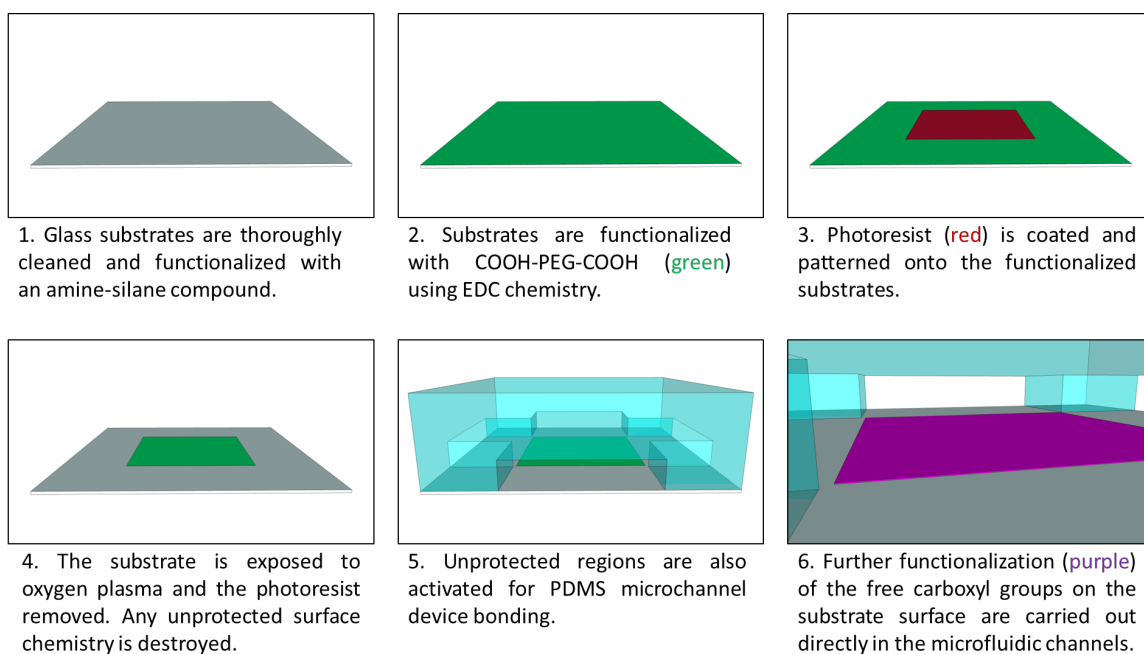 1. Glass substrates are thoroughly
cleaned and functionalized with
an amine-silane compound.
2. Substrates are functionalized
with COOH-PEG-COOH (green)
using EDC chemistry.
3. Photoresist (red) is coated and
patterned onto the functionalized
substrates.
4. The substrate is exposed to
oxygen plasma and the photoresist
removed. Any unprotected surface
chemistry is destroyed.
5. Unprotected regions are also
activated for PDMS microchannel
device bonding.
6. Further functionalization (purple)
of the free carboxyl groups on the
substrate surface are carried out
directly in the microfluidic channels.